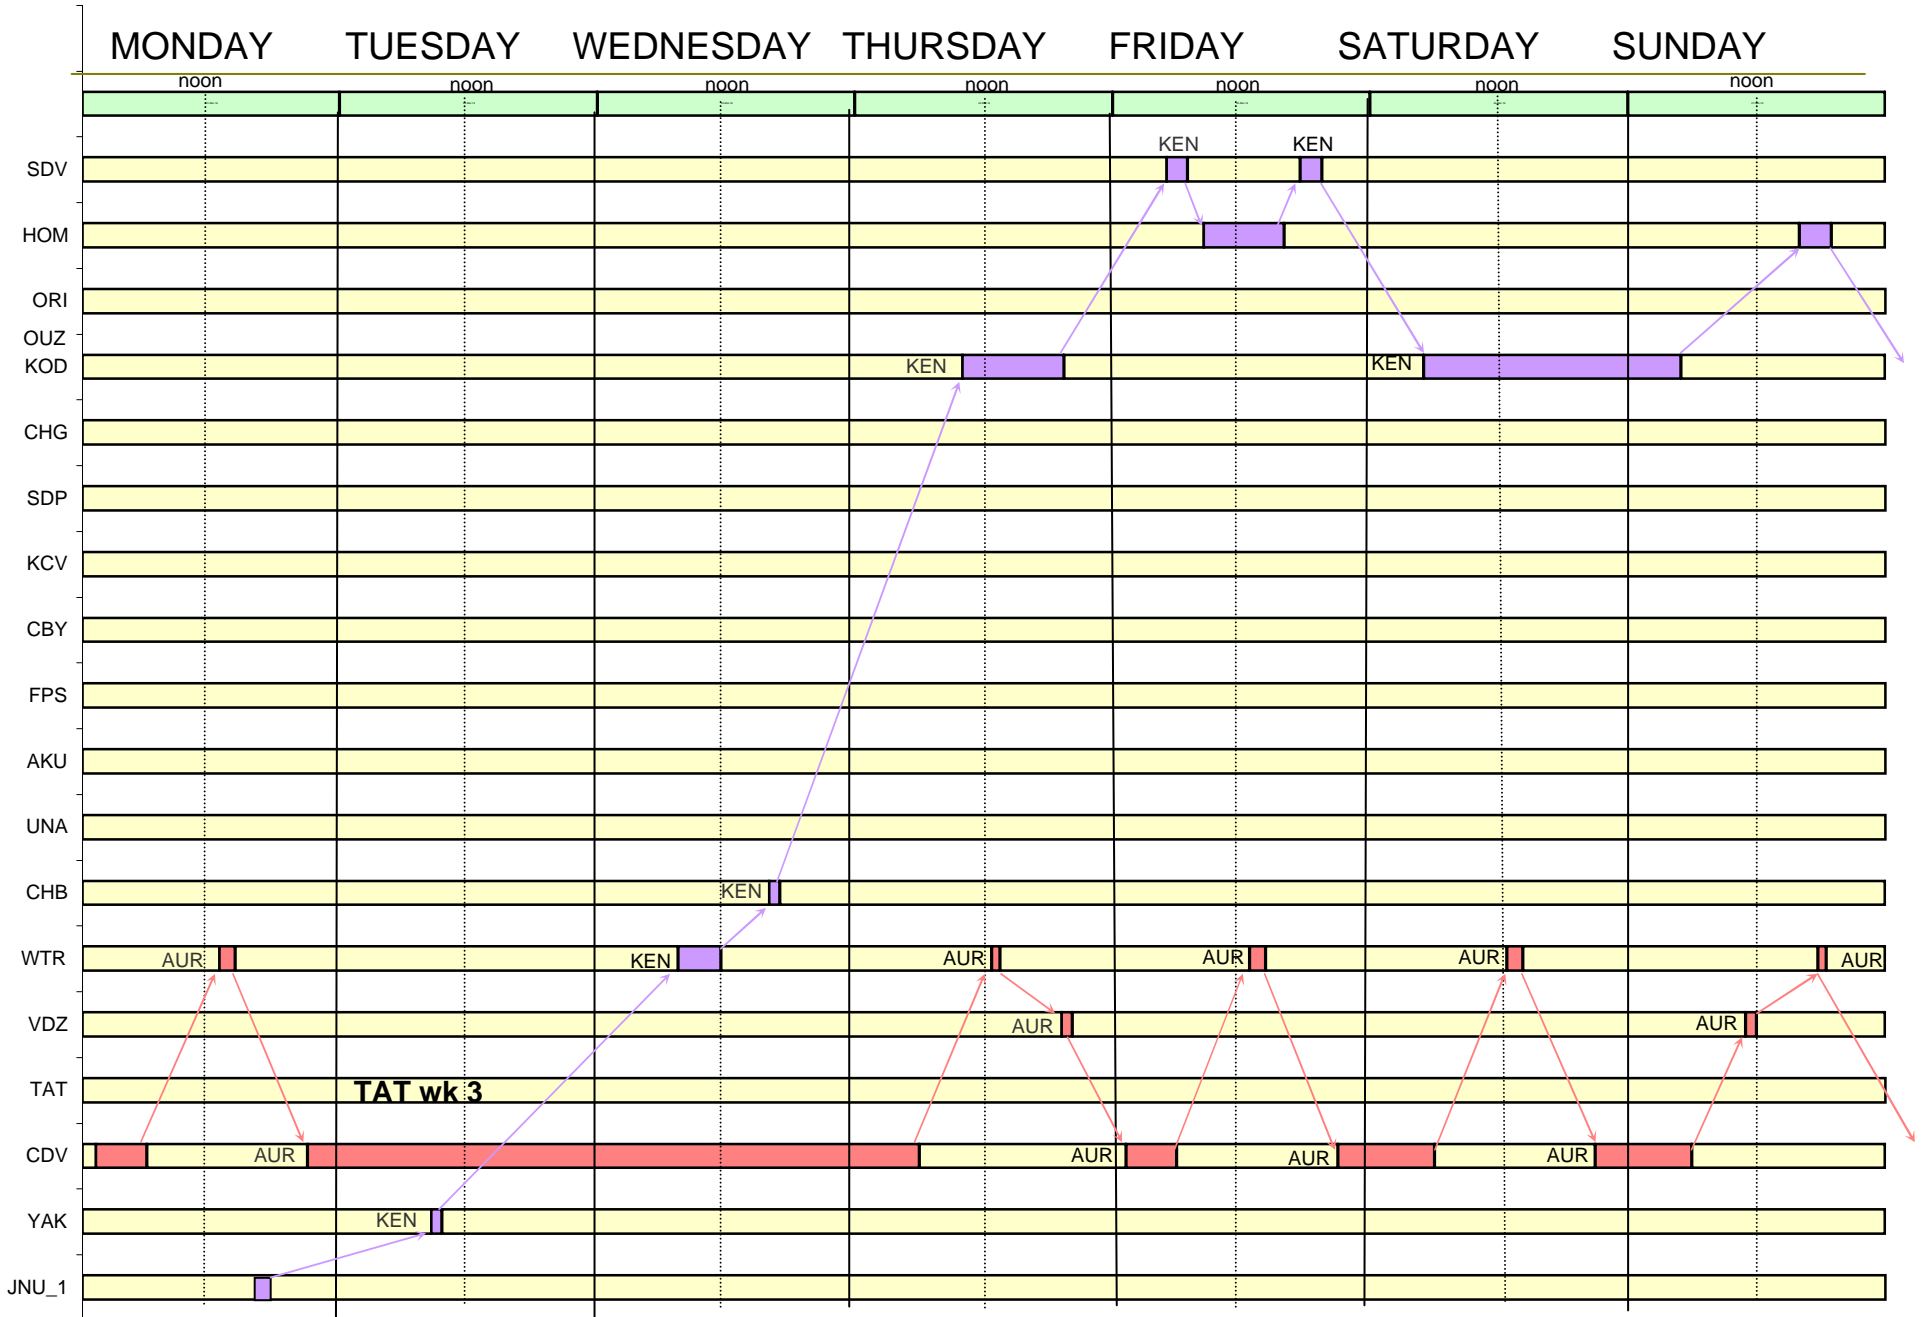 MONDAY TUESDAY WEDNESDAY THURSDAY FRIDAY SATURDAY SUNDAY
noon noon noon noon noon noon noon
KEN KEN
SDV
HOM
ORI
OUZ
KOD KEN KEN
CHG
SDP
KCV
CBY
FPS
AKU
UNA
CHB KEN
WTR AUR KEN AUR AUR AUR AUR
VDZ AUR AUR
TAT TAT wk 3
CDV AUR AUR AUR AUR
YAK KEN
JNU_1